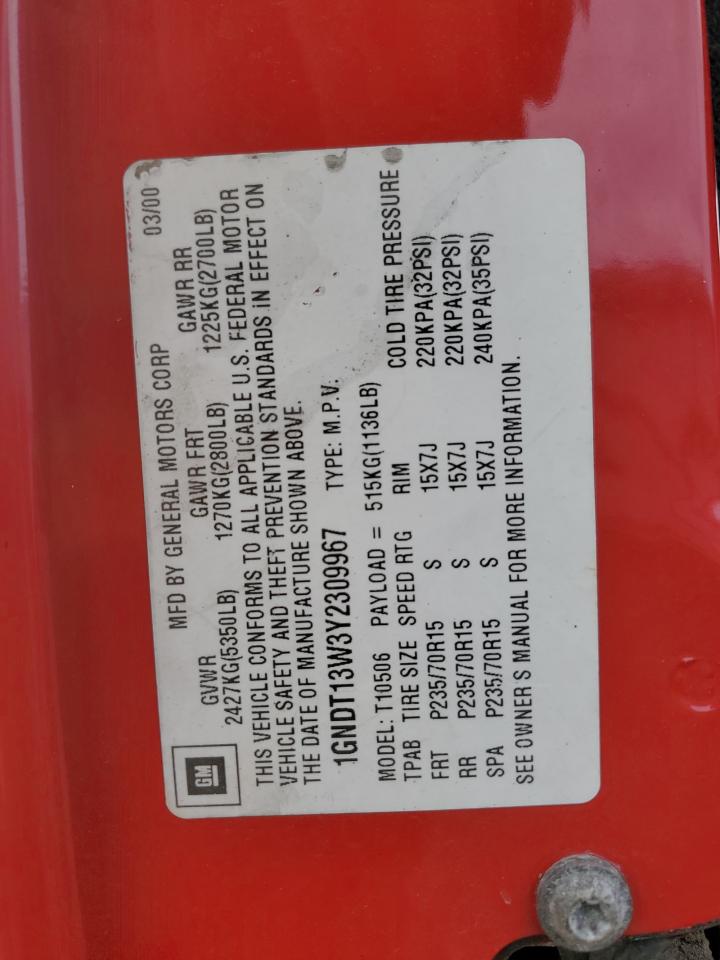 MFD BY GENERAL MOTORS CORP 03/00
GVWR GAWR FRT GAWR RR
2427KG(5350LB) 1270KG(2800LB) 1225KG(2700LB)
GM
THIS VEHICLE CONFORMS TO ALL APPLICABLE U.S. FEDERAL MOTOR
VEHICLE SAFETY AND THEFT PREVENTION STANDARDS IN EFFECT ON
THE DATE OF MANUFACTURE SHOWN ABOVE.
1GNDT13W3Y2309967 TYPE: M.P.V.
MODEL: T10506 PAYLOAD = 515KG(1136LB)
TPAB TIRE SIZE SPEED RTG RIM COLD TIRE PRESSURE
FRT P235/70R15 S 15X7J 220KPA(32PSI)
RR P235/70R15 S 15X7J 220KPA(32PSI)
SPA P235/70R15 S 15X7J 240KPA(35PSI)
SEE OWNER'S MANUAL FOR MORE INFORMATION.